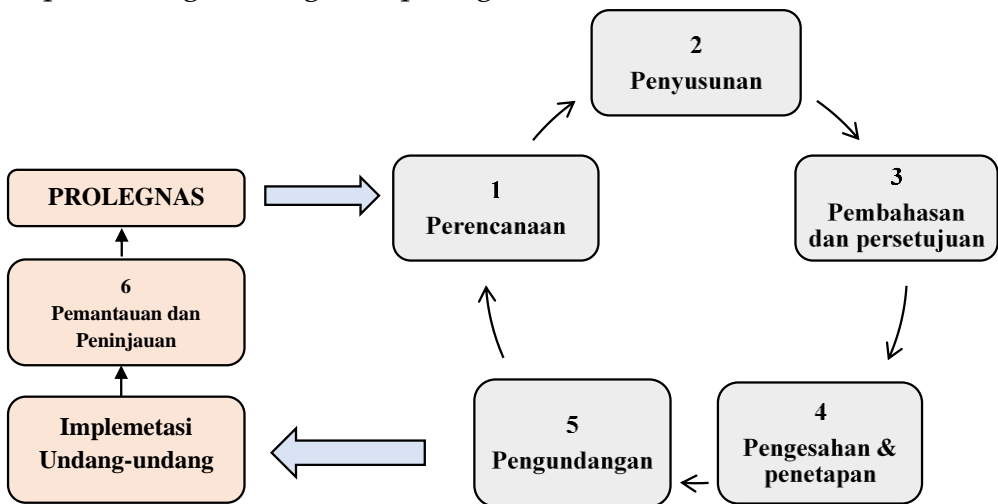 2
Penyusunan
1
Perencanaan
3
Pembahasan
dan persetujuan
PROLEGNAS
6
Pemantauan dan
Peninjauan
Implemetasi
Undang-undang
5
Pengundangan
4
Pengesahan &
penetapan